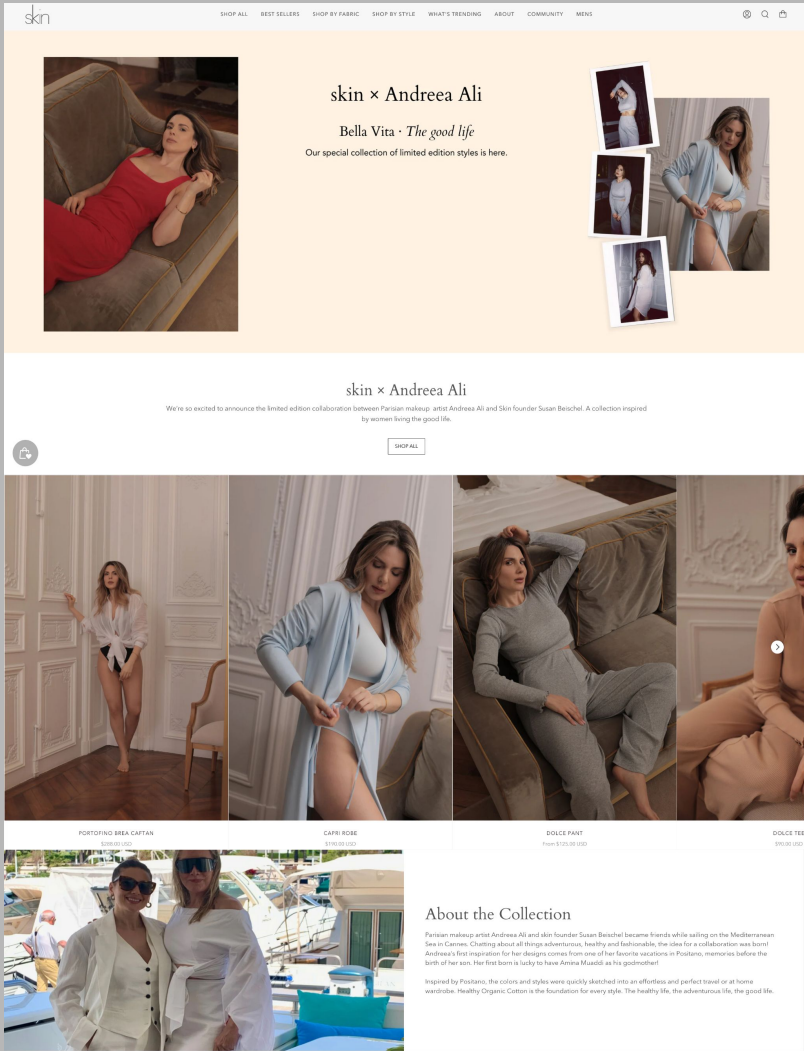 skin
SHOP ALL BEST SELLERS SHOP BY FABRIC SHOP BY STYLE WHAT'S TRENDING ABOUT COMMUNITY MENS
skin × Andreea Ali
Bella Vita · The good life
Our special collection of limited edition styles is here.
skin × Andreea Ali
We're so excited to announce the limited edition collaboration between Parisian makeup artist Andreea Ali and Skin founder Susan Beischel. A collection inspired
by women living the good life.
SHOP ALL
PORTOFINO BREA CAFTAN
$298.00 USD
CAPRI ROBE
$190.00 USD
DOLCE PANT
From $125.00 USD
DOLCE TEE
$90.00 USD
About the Collection
Parisian makeup artist Andreea Ali and skin founder Susan Beischel became friends while sailing on the Mediterranean
Sea in Cannes. Chatting about all things adventurous, healthy and fashionable, the idea for a collaboration was born!
Andreea's first inspiration for her designs comes from one of her favorite vacations in Positano, memories before the
birth of her son. Her first born is lucky to have Amina Muaddi as his godmother!
Inspired by Positano, the colors and styles were quickly sketched into an effortless and perfect travel or at home
wardrobe. Healthy Organic Cotton is the foundation for every style. The healthy life, the adventurous life, the good life.